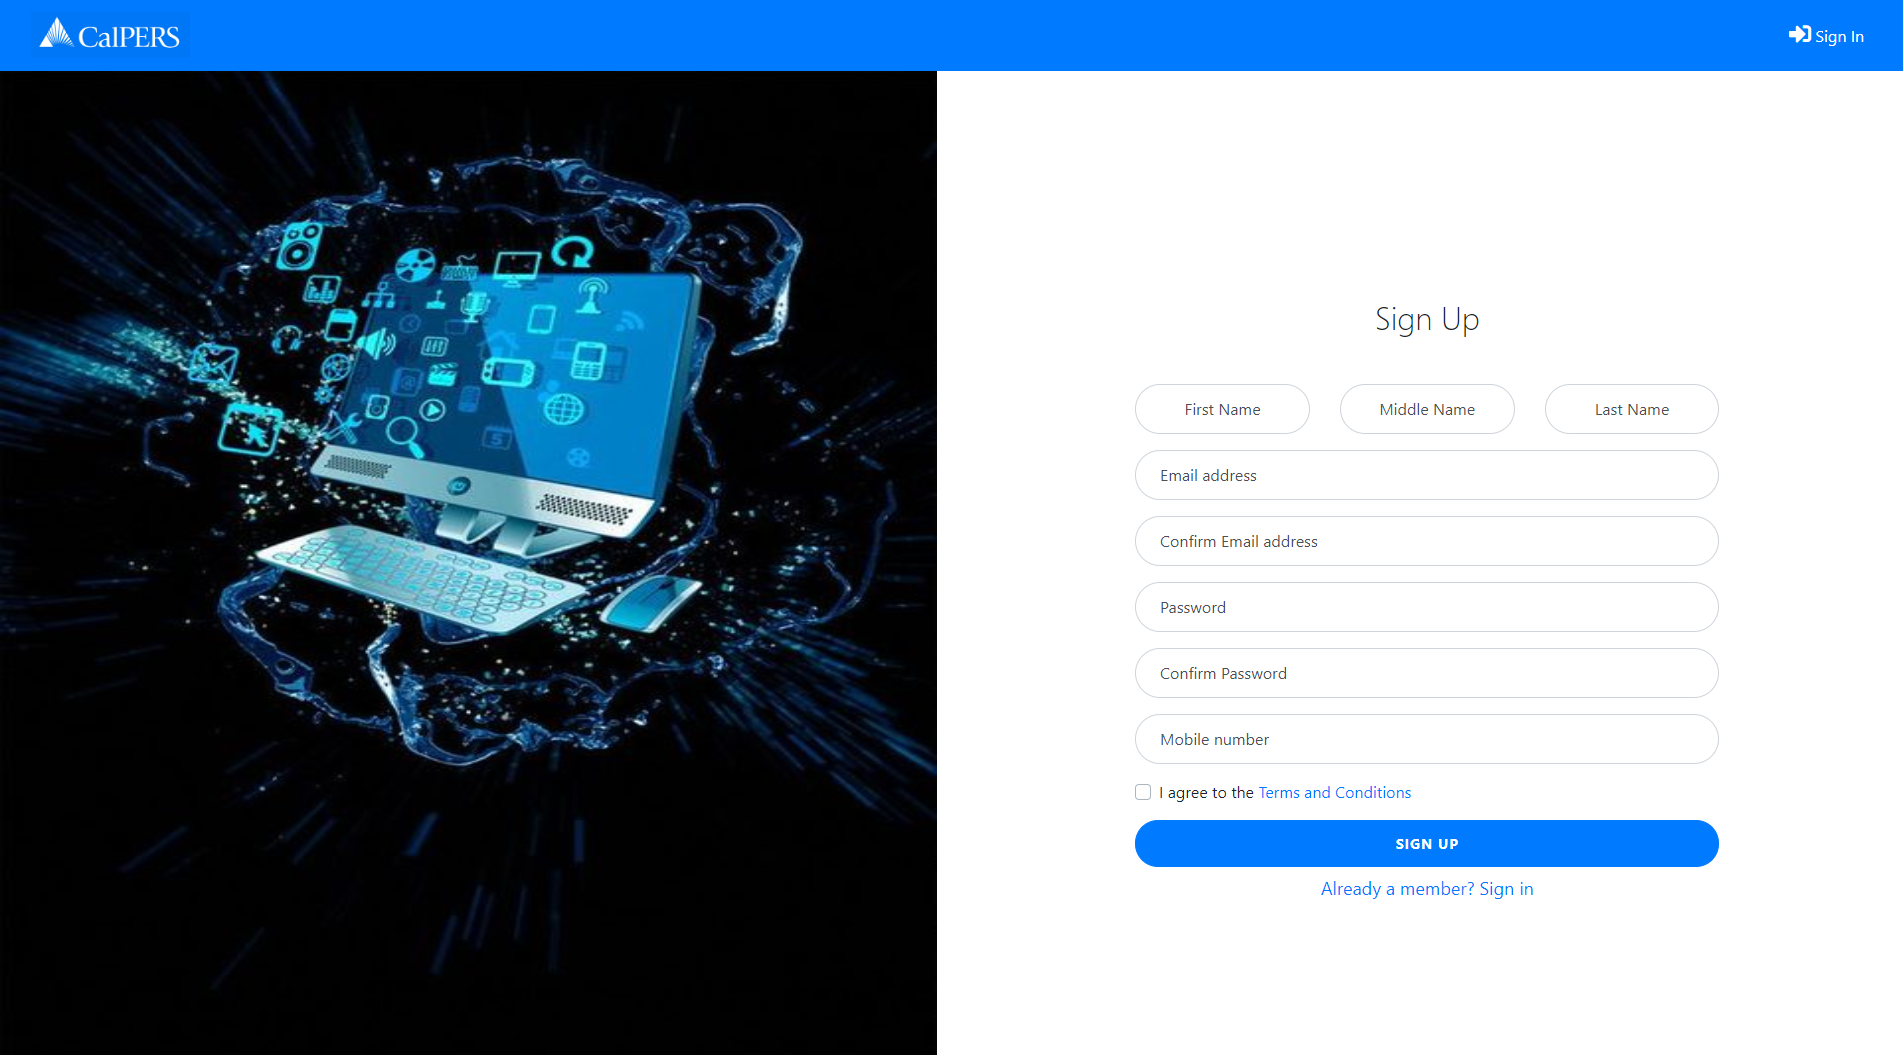 CalPERS
Sign In
Sign Up
First Name
Middle Name
Last Name
Email address
Confirm Email address
Password
Confirm Password
Mobile number
I agree to the Terms and Conditions
SIGN UP
Already a member? Sign in
5